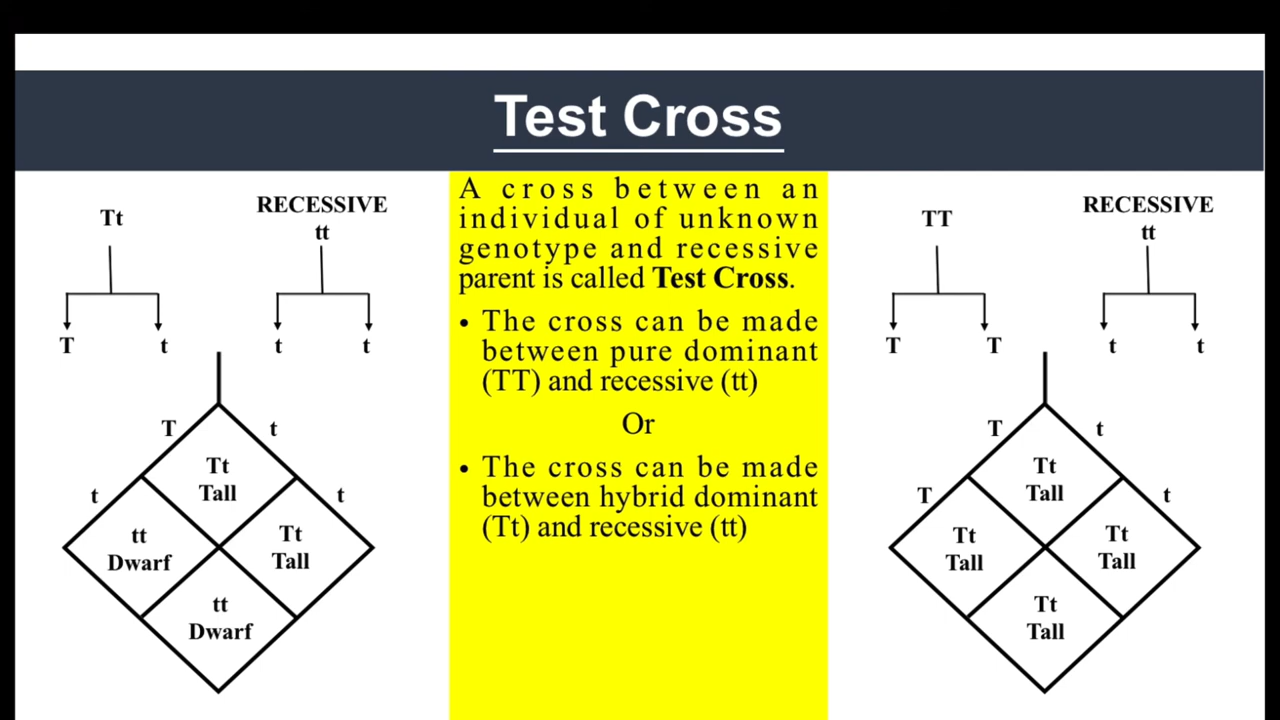 Test Cross
Tt
RECESSIVE
tt
T t t t
T t
t t
Tt
Tall
tt
Dwarf
Tt
Tall
tt
Dwarf
A cross between an
individual of unknown
genotype and recessive
parent is called Test Cross.
• The cross can be made
between pure dominant
(TT) and recessive (tt)
Or
• The cross can be made
between hybrid dominant
(Tt) and recessive (tt)
TT
RECESSIVE
tt
T T t t
T t
T t
Tt
Tall
Tt
Tall
Tt
Tall
Tt
Tall